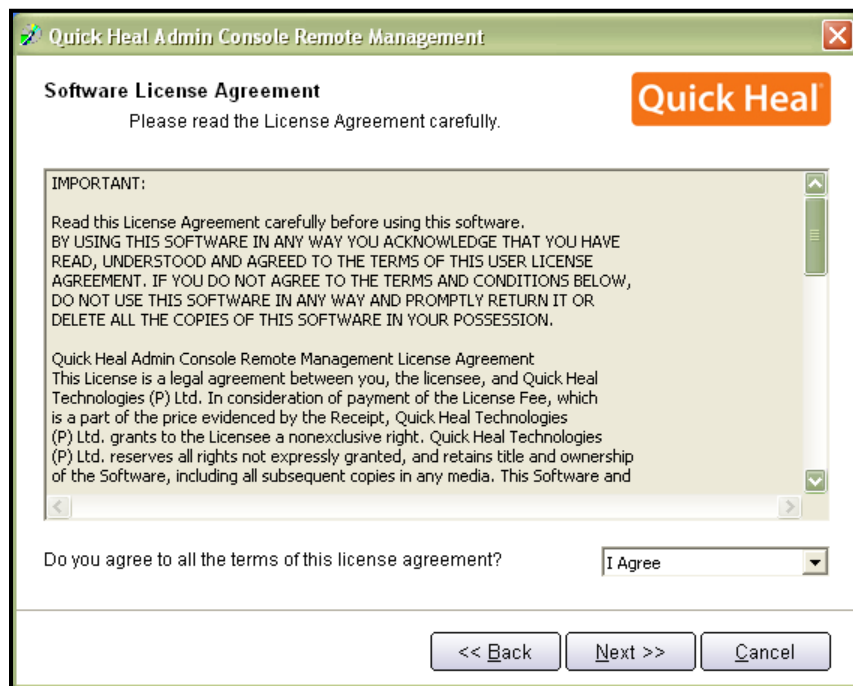 Quick Heal Admin Console Remote Management
Software License Agreement
Please read the License Agreement carefully.
Quick Heal
IMPORTANT:
Read this License Agreement carefully before using this software.
BY USING THIS SOFTWARE IN ANY WAY YOU ACKNOWLEDGE THAT YOU HAVE
READ, UNDERSTOOD AND AGREED TO THE TERMS OF THIS USER LICENSE
AGREEMENT. IF YOU DO NOT AGREE TO THE TERMS AND CONDITIONS BELOW,
DO NOT USE THIS SOFTWARE IN ANY WAY AND PROMPTLY RETURN IT OR
DELETE ALL THE COPIES OF THIS SOFTWARE IN YOUR POSSESSION.
Quick Heal Admin Console Remote Management License Agreement
This License is a legal agreement between you, the licensee, and Quick Heal
Technologies (P) Ltd. In consideration of payment of the License Fee, which
is a part of the price evidenced by the Receipt, Quick Heal Technologies
(P) Ltd. grants to the Licensee a nonexclusive right. Quick Heal Technologies
(P) Ltd. reserves all rights not expressly granted, and retains title and ownership
of the Software, including all subsequent copies in any media. This Software and
Do you agree to all the terms of this license agreement?
I Agree
<< Back
Next >>
Cancel